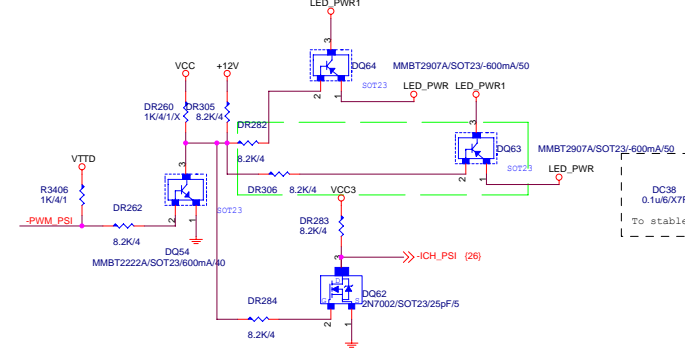 LED_PWR1
3
VCC
+12V
DQ64
MMBT2907A/SOT23/-600mA/50
SOT23
2
1
LED_PWR
LED_PWR1
DR260
1K/4/1/X
DR305
8.2K/4
3
DR282
8.2K/4
DQ63
MMBT2907A/SOT23/-600mA/50
VTTD
3
SOT23
LED_PWR
2
1
R3406
1K/4/1
DR306
8.2K/4
VCC3
DC38
0.1u/6/X7F
To stable
-PWM_PSI
DR262
8.2K/4
2
1
SOT23
DR283
8.2K/4
DQ54
MMBT2222A/SOT23/600mA/40
3
-ICH_PSI {26}
D
G
S
DQ62
2N7002/SOT23/25pF/5
DR284
8.2K/4
2
1